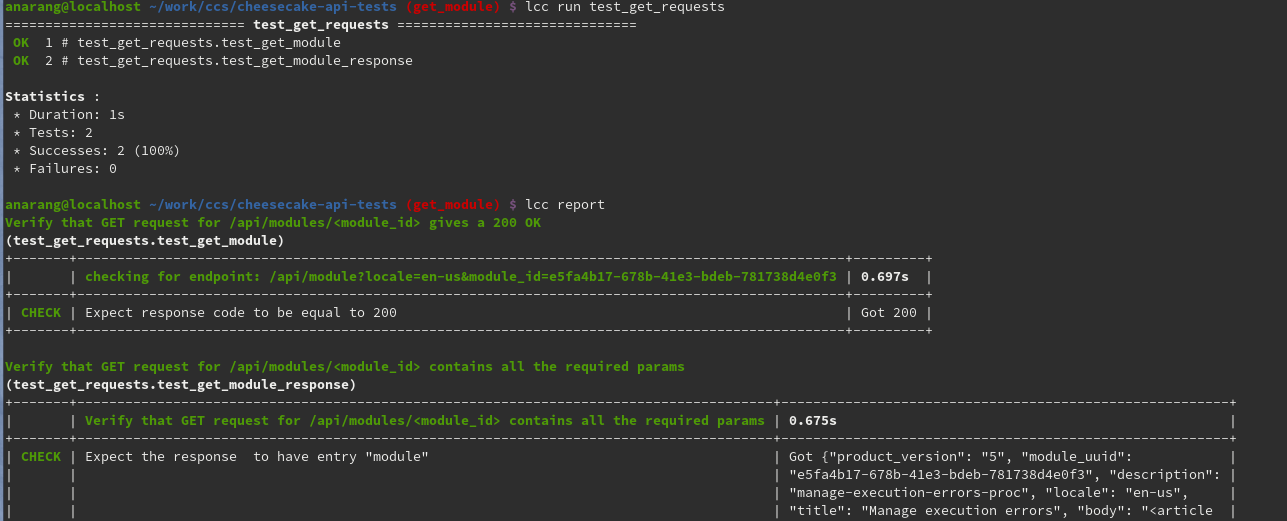 anarang@localhost ~/work/ccs/cheesecake-api-tests (get_module) $ lcc run test_get_requests
============================== test_get_requests ==============================
OK  1 # test_get_requests.test_get_module
OK  2 # test_get_requests.test_get_module_response
Statistics :
* Duration: 1s
* Tests: 2
* Successes: 2 (100%)
* Failures: 0
anarang@localhost ~/work/ccs/cheesecake-api-tests (get_module) $ lcc report
Verify that GET request for /api/modules/<module_id> gives a 200 OK
(test_get_requests.test_get_module)
| | checking for endpoint: /api/module?locale=en-us&module_id=e5fa4b17-678b-41e3-bdeb-781738d4e0f3 | 0.697s |
| CHECK | Expect response code to be equal to 200 | Got 200 |
Verify that GET request for /api/modules/<module_id> contains all the required params
(test_get_requests.test_get_module_response)
| | Verify that GET request for /api/modules/<module_id> contains all the required params | 0.675s |
| CHECK | Expect the response  to have entry "module" | Got {"product_version": "5", "module_uuid": |
| | | "e5fa4b17-678b-41e3-bdeb-781738d4e0f3", "description": |
| | | "manage-execution-errors-proc", "locale": "en-us", |
| | | "title": "Manage execution errors", "body": "<article |